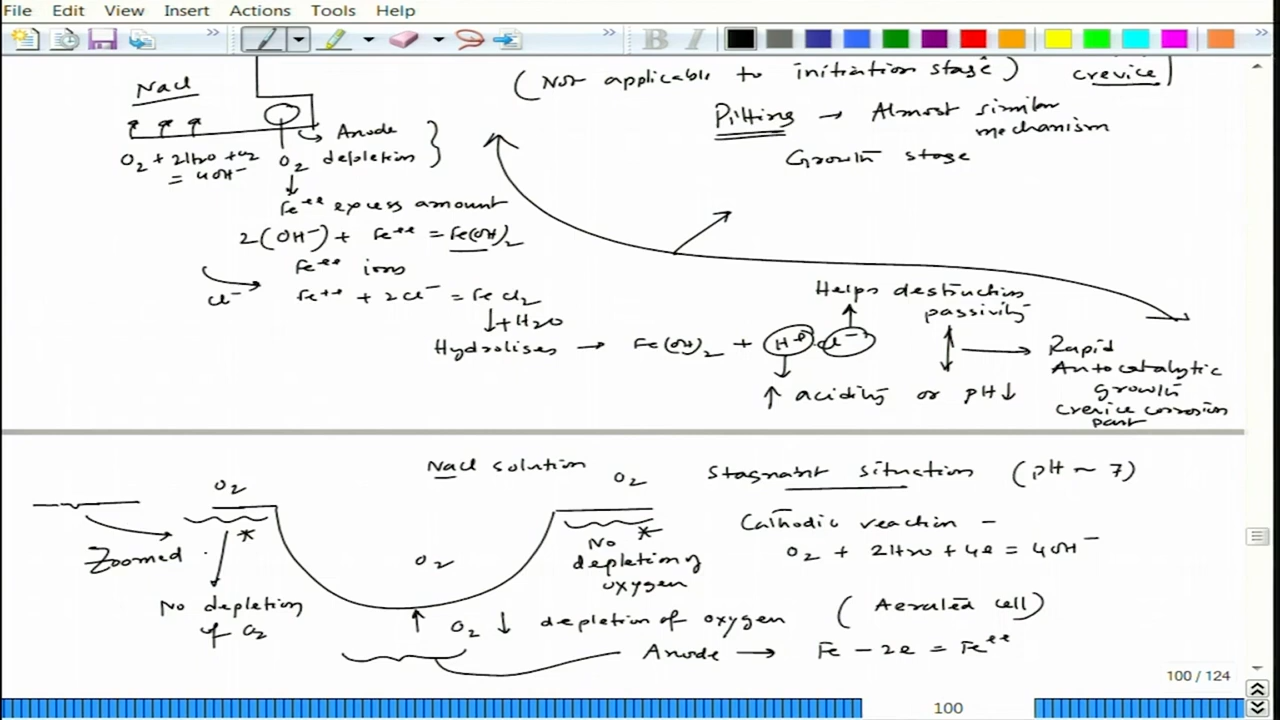 File Edit View Insert Actions Tools Help
B I
NaCl
(Not applicable to initiation stage) crevice
Pitting → Almost similar mechanism
Growth stage
Anode
O2 + 2H2O + 4e = 4OH-
O2 depletion
Fe++ excess amount
2(OH-) + Fe++ = Fe(OH)2
Fe++ ions
Cl-
Fe++ + 2Cl- = FeCl2
↓ + H2O
Hydrolises → Fe(OH)2 + H+ Cl-
Helps destruction passivity
↑ acidity or pH↓
Rapid
Autocatalytic
growth
crevice corrosion
part
NaCl solution
Stagnant situation (pH ~ 7)
O2
O2
O2
Zoomed
*
*
No depletion of O2
No depletion of oxygen
Cathodic reaction -
O2 + 2H2O + 4e = 4OH-
O2 ↓ depletion of oxygen
(Aerated cell)
Anode → Fe - 2e = Fe++
100 / 124
100